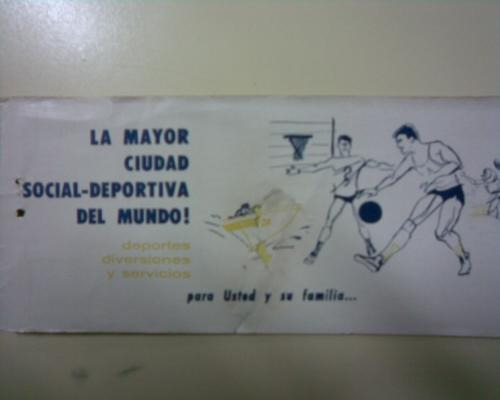 LA MAYOR
CIUDAD
SOCIAL-DEPORTIVA
DEL MUNDO!
deportes
diversiones
y servicios
para Usted y su familia...